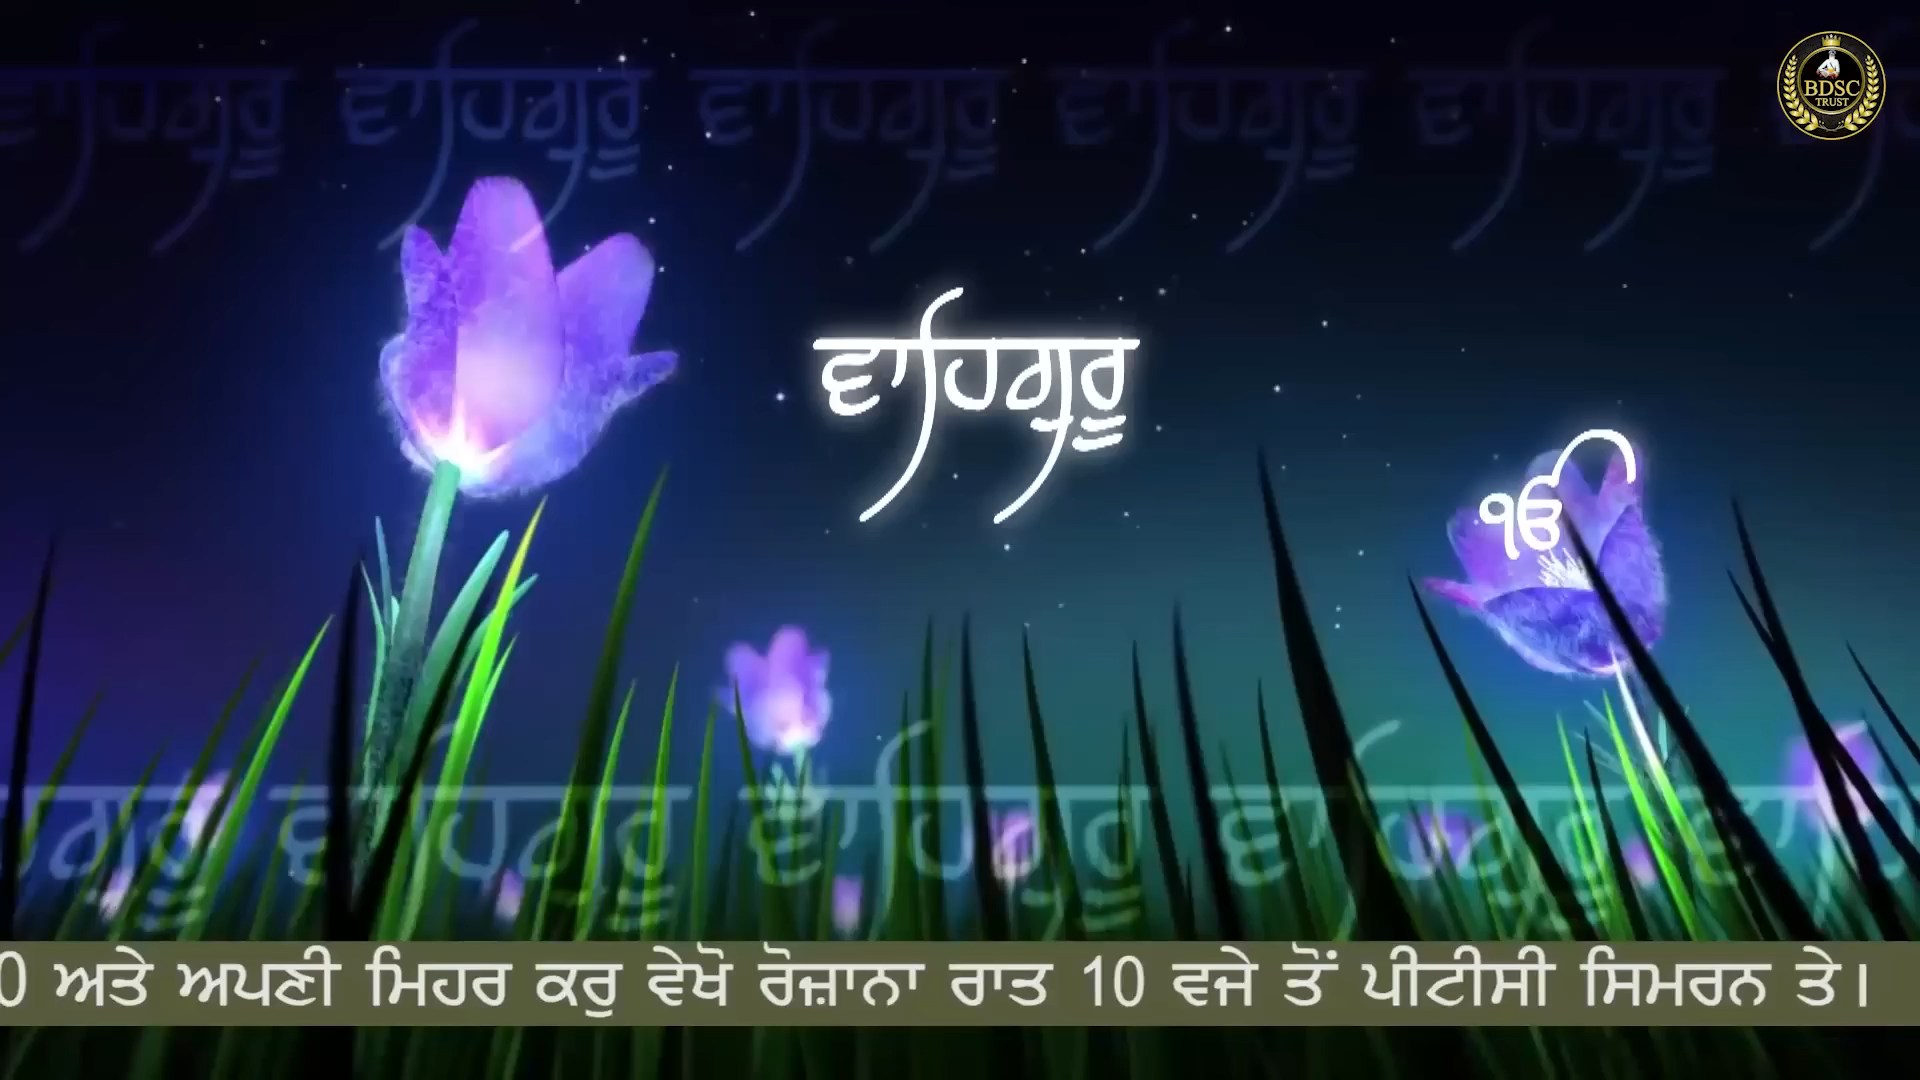 ਵਾਹਿਗੁਰੂ ਵਾਹਿਗੁਰੂ ਵਾਹਿਗੁਰੂ ਵਾਹਿਗੁਰੂ ਵਾਹਿਗੁਰੂ
BDSC
TRUST
ਵਾਹਿਗੁਰੂ
ੴ
ਵਾਹਿਗੁਰੂ ਵਾਹਿਗੁਰੂ ਵਾਹਿਗੁਰੂ
0 ਅਤੇ ਅਪਣੀ ਮਿਹਰ ਕਰੁ ਵੇਖੋ ਰੋਜ਼ਾਨਾ ਰਾਤ 10 ਵਜੇ ਤੋਂ ਪੀਟੀਸੀ ਸਿਮਰਨ ਤੇ।